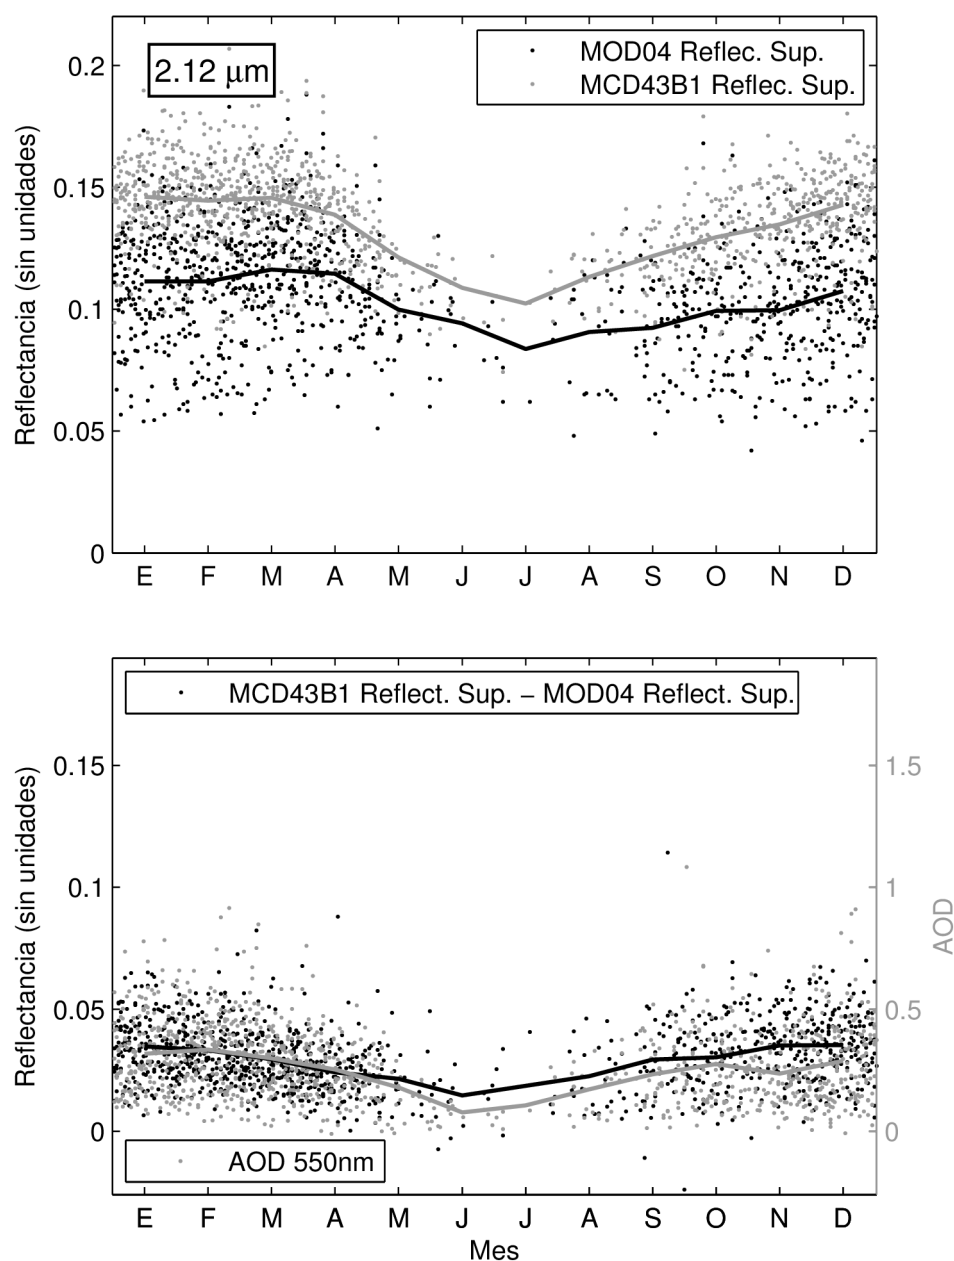 2.12 μm
MOD04 Reflec. Sup.
MCD43B1 Reflec. Sup.
Reflectancia (sin unidades)
0.2
0.15
0.1
0.05
0
E F M A M J J A S O N D
MCD43B1 Reflect. Sup. − MOD04 Reflect. Sup.
Reflectancia (sin unidades)
0.15 1.5
0.1 1
0.05 0.5
0 0
AOD
AOD 550nm
E F M A M J J A S O N D
Mes